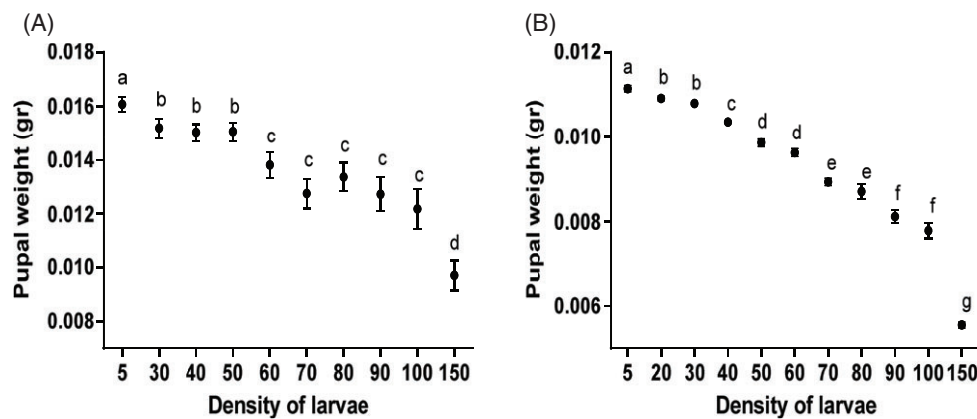 (A)
Pupal weight (gr)
0.018
0.016
0.014
0.012
0.010
0.008
a
b
b
b
c
c
c
c
c
d
5 30 40 50 60 70 80 90 100 150
Density of larvae
(B)
Pupal weight (gr)
0.012
0.010
0.008
0.006
a
b
b
c
d
d
e
e
f
f
g
5 20 30 40 50 60 70 80 90 100 150
Density of larvae